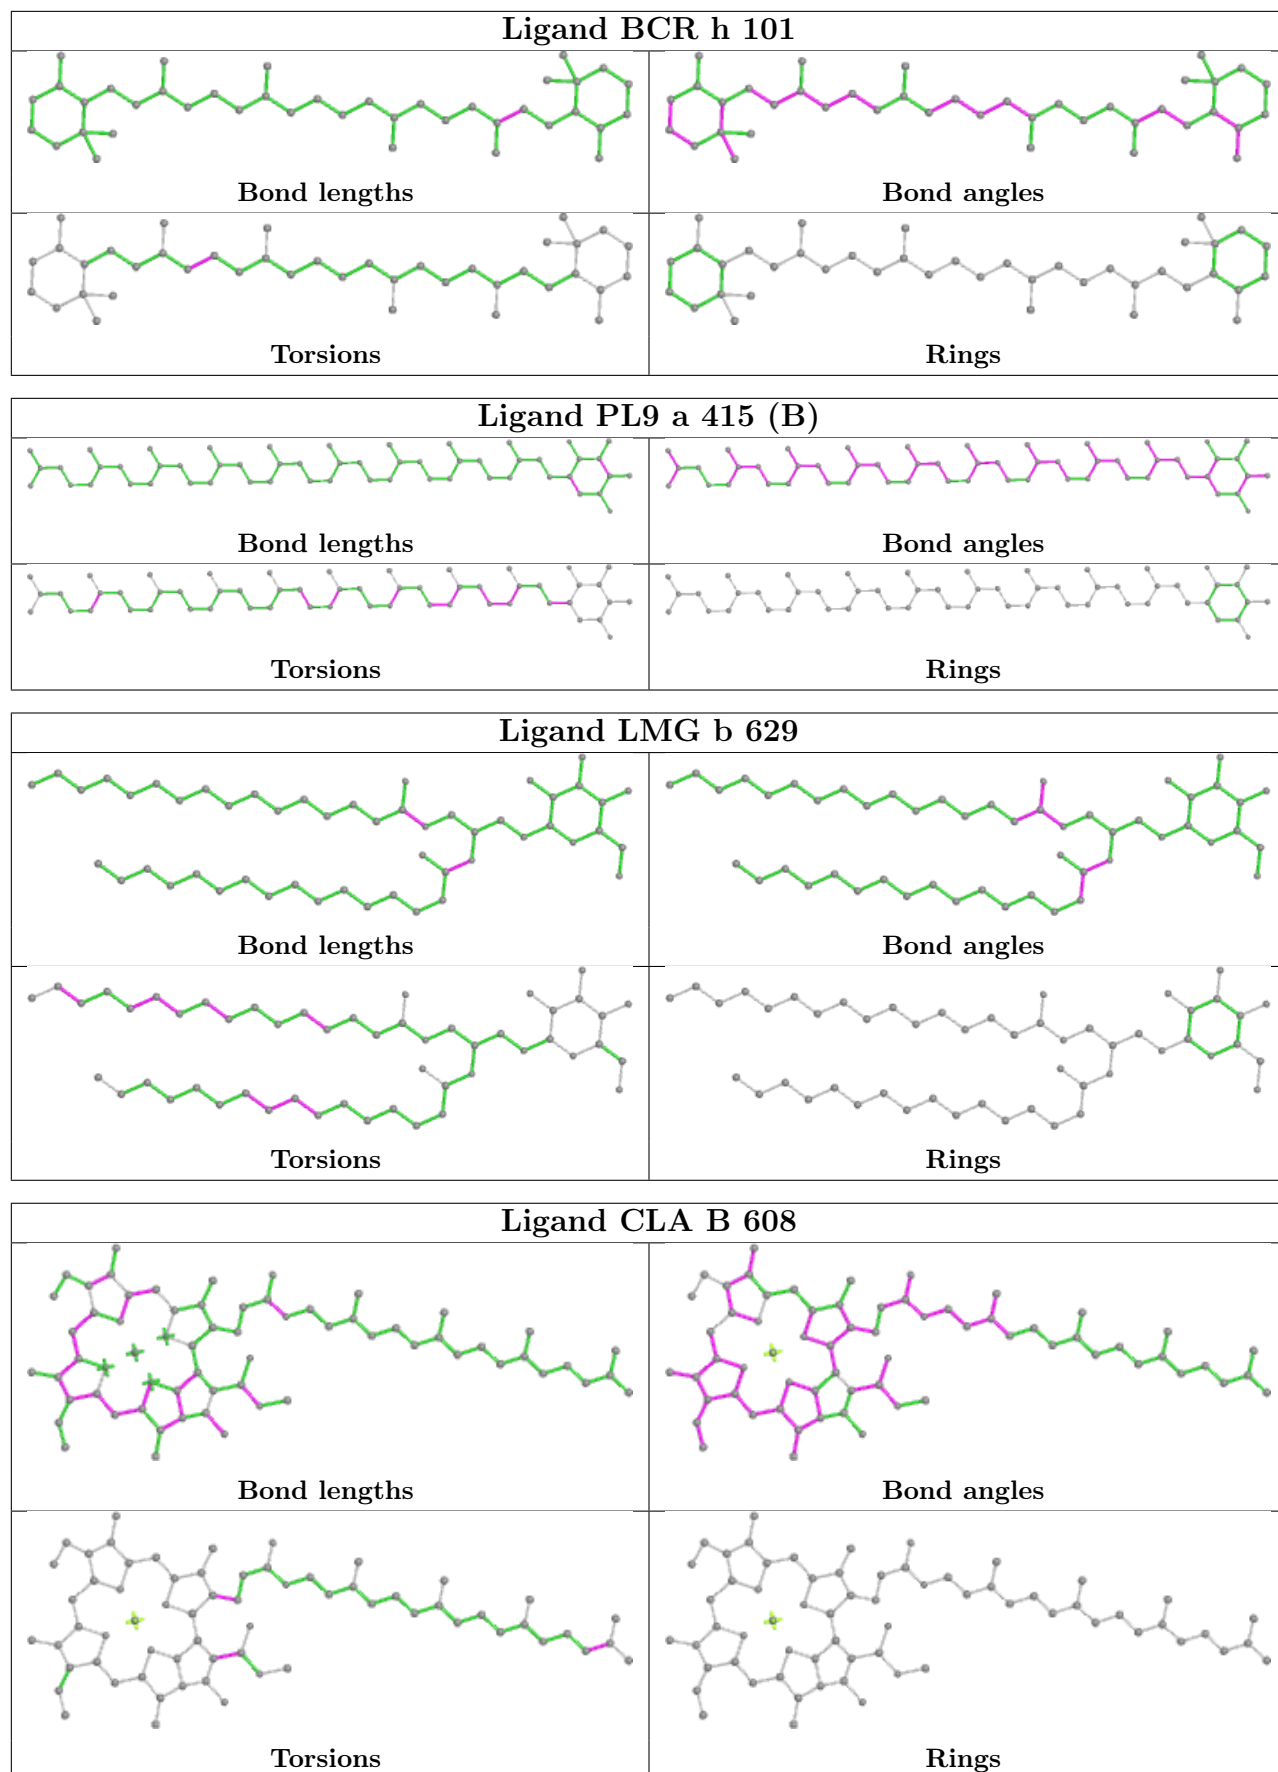 Ligand BCR h 101
Bond lengths
Bond angles
Torsions
Rings
Ligand PL9 a 415 (B)
Bond lengths
Bond angles
Torsions
Rings
Ligand LMG b 629
Bond lengths
Bond angles
Torsions
Rings
Ligand CLA B 608
Bond lengths
Bond angles
Torsions
Rings